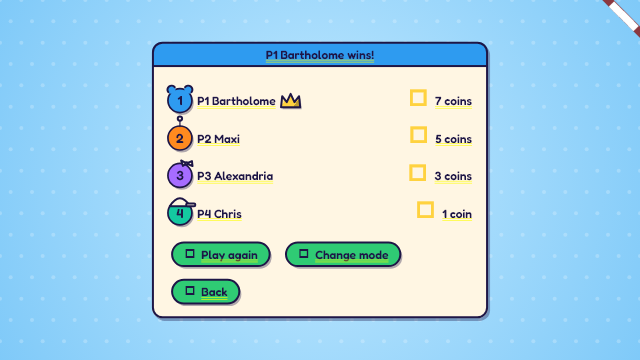 P1 Bartholome wins!
1 P1 Bartholome 7 coins
2 P2 Maxi 5 coins
3 P3 Alexandria 3 coins
4 P4 Chris 1 coin
Play again Change mode
Back